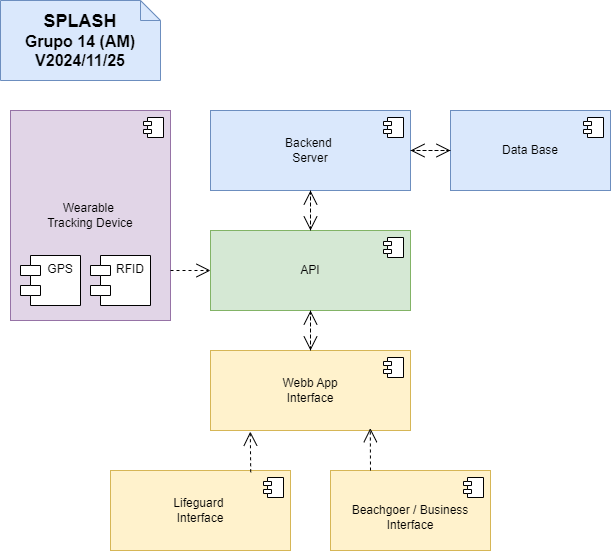 SPLASH
Grupo 14 (AM)
V2024/11/25
Backend
Server
Data Base
Wearable
Tracking Device
GPS
RFID
API
Webb App
Interface
Lifeguard
Interface
Beachgoer / Business
Interface